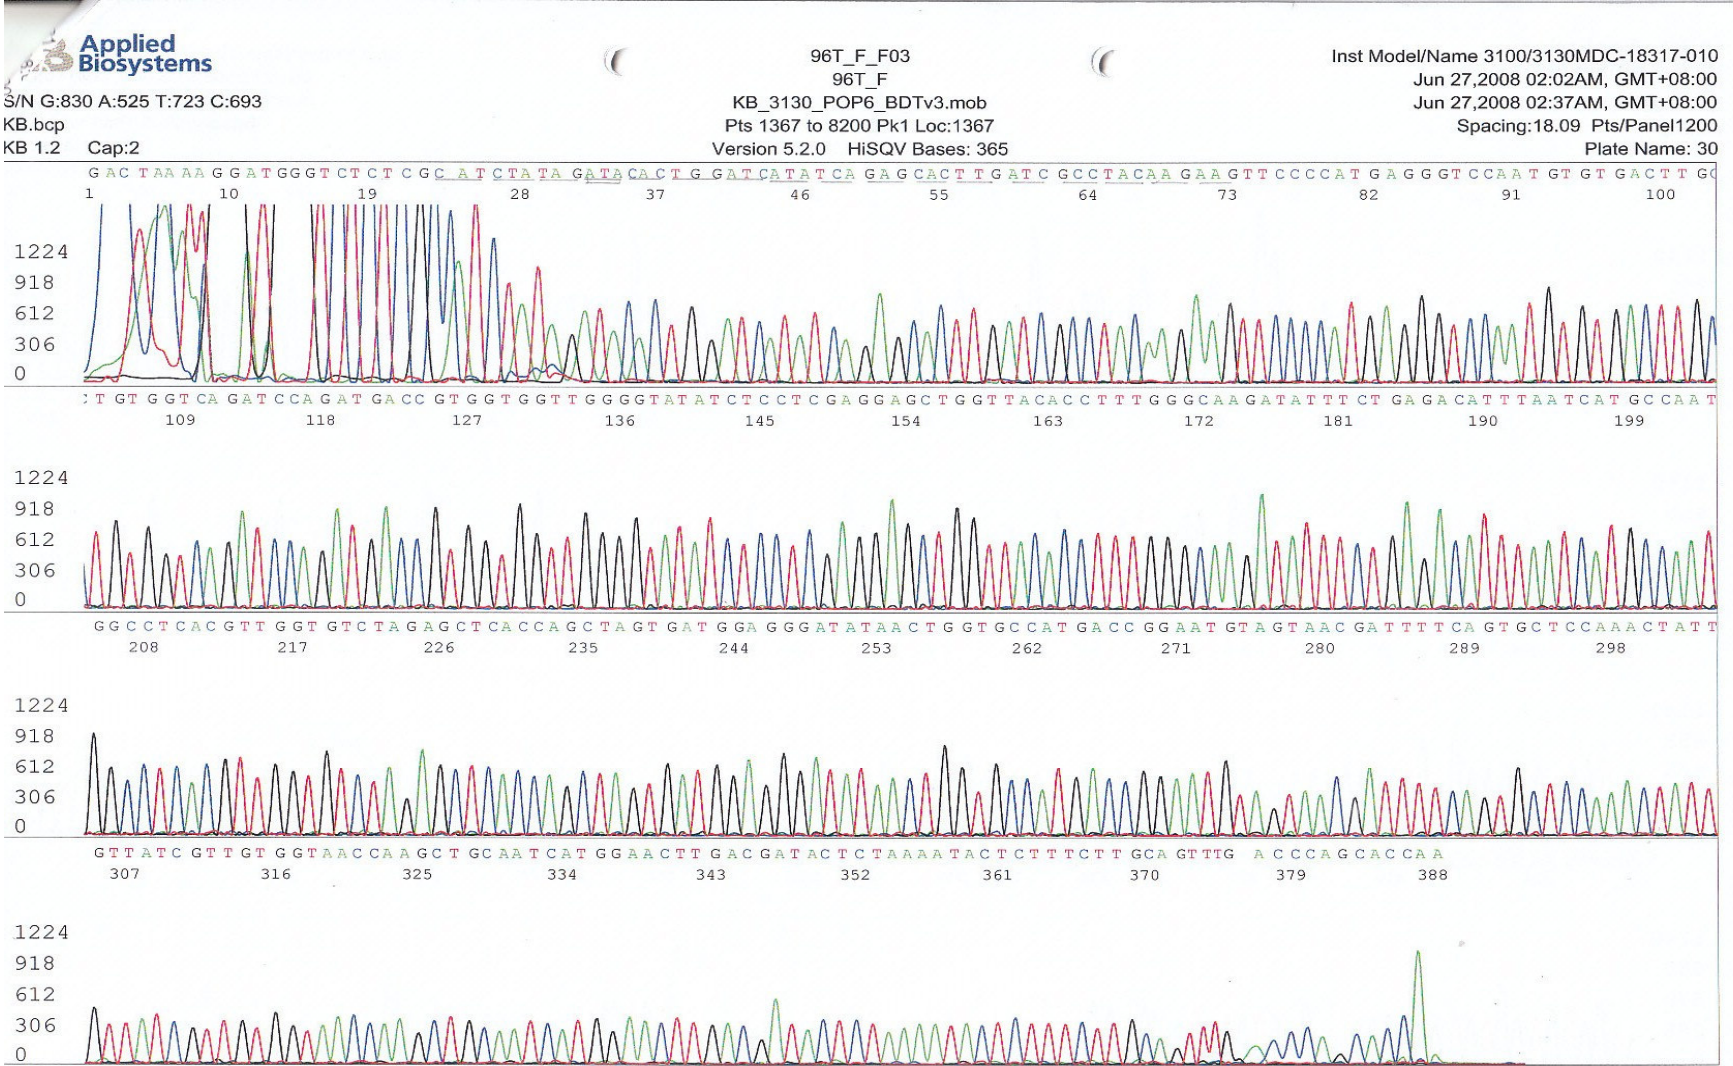 Applied
Biosystems
S/N G:830 A:525 T:723 C:693
KB.bcp
KB 1.2 Cap:2
96T_F_F03
96T_F
KB_3130_POP6_BDTv3.mob
Pts 1367 to 8200 Pk1 Loc:1367
Version 5.2.0 HiSQV Bases: 365
Inst Model/Name 3100/3130MDC-18317-010
Jun 27,2008 02:02AM, GMT+08:00
Jun 27,2008 02:37AM, GMT+08:00
Spacing:18.09 Pts/Panel1200
Plate Name: 30
G A C T AA A A G G A T G G G T C T C T C G C A T C T A T A G A T A C A C T G G A T C A T A T C A G A G C A C T T G A T C G C C T A C A A G A A G T T C C C C A T G A G G G T C C A A T G T G T G A C T T G C
1 10 19 28 37 46 55 64 73 82 91 100
1224
918
612
306
0
C T G T G G T C A G A T C C A G A T G A C C G T G G T G G T T G G G G T A T A T C T C C T C G A G G A G C T G G T T A C A C C T T T G G G C A A G A T A T T T C T G A G A C A T T T A A T C A T G C C A A T
109 118 127 136 145 154 163 172 181 190 199
1224
918
612
306
0
G G C C T C A C G T T G G T G T C T A G A G C T C A C C A G C T A G T G A T G G A G G G A T A T A A C T G G T G C C A T G A C C G G A A T G T A G T A A C G A T T T T C A G T G C T C C A A A C T A T T
208 217 226 235 244 253 262 271 280 289 298
1224
918
612
306
0
G T T A T C G T T G T G G T A A C C A A G C T G C A A T C A T G G A A C T T G A C G A T A C T C T A A A A T A C T C T T T C T T G C A G T T T G A C C C A G C A C C A A
307 316 325 334 343 352 361 370 379 388
1224
918
612
306
0